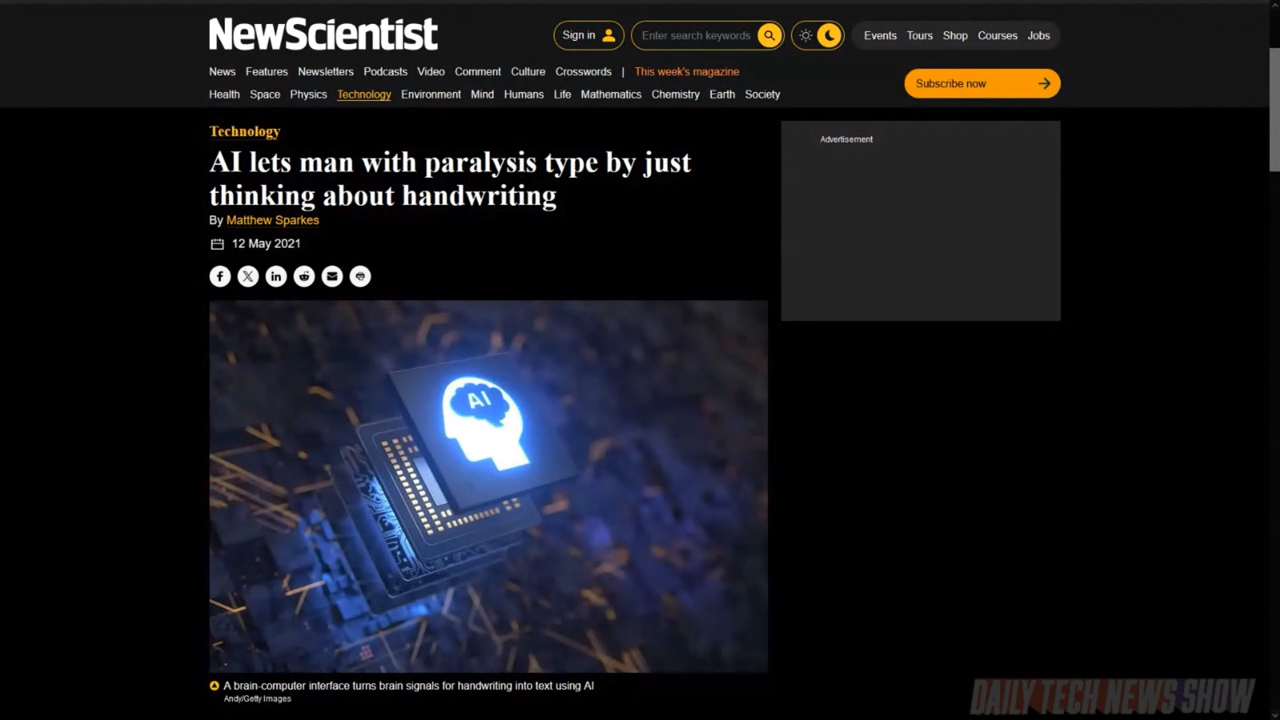 NewScientist
Sign in
Enter search keywords
Events Tours Shop Courses Jobs
News Features Newsletters Podcasts Video Comment Culture Crosswords | This week's magazine
Health Space Physics Technology Environment Mind Humans Life Mathematics Chemistry Earth Society
Subscribe now
Technology
AI lets man with paralysis type by just
thinking about handwriting
By Matthew Sparkes
12 May 2021
Advertisement
AI
A brain-computer interface turns brain signals for handwriting into text using AI
Andy/Getty Images
DAILY TECH NEWS SHOW